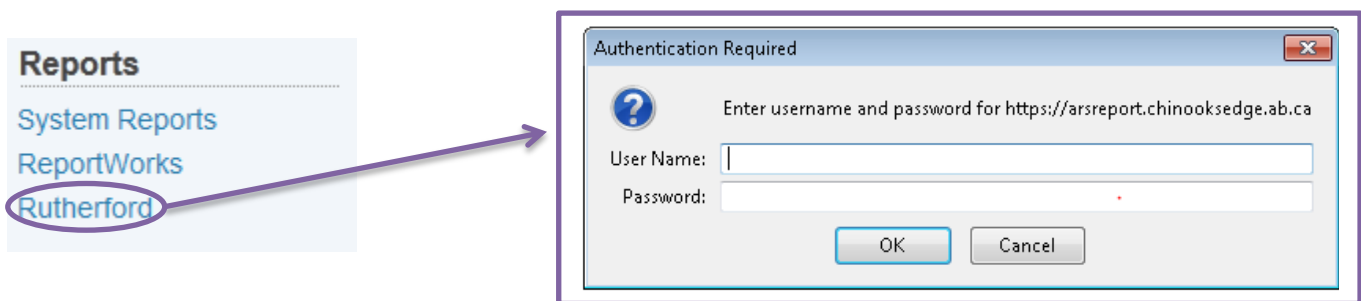 Reports
System Reports
ReportWorks
Rutherford
Authentication Required
Enter username and password for https://arsreport.chinooksedge.ab.ca
User Name:
Password:
OK
Cancel